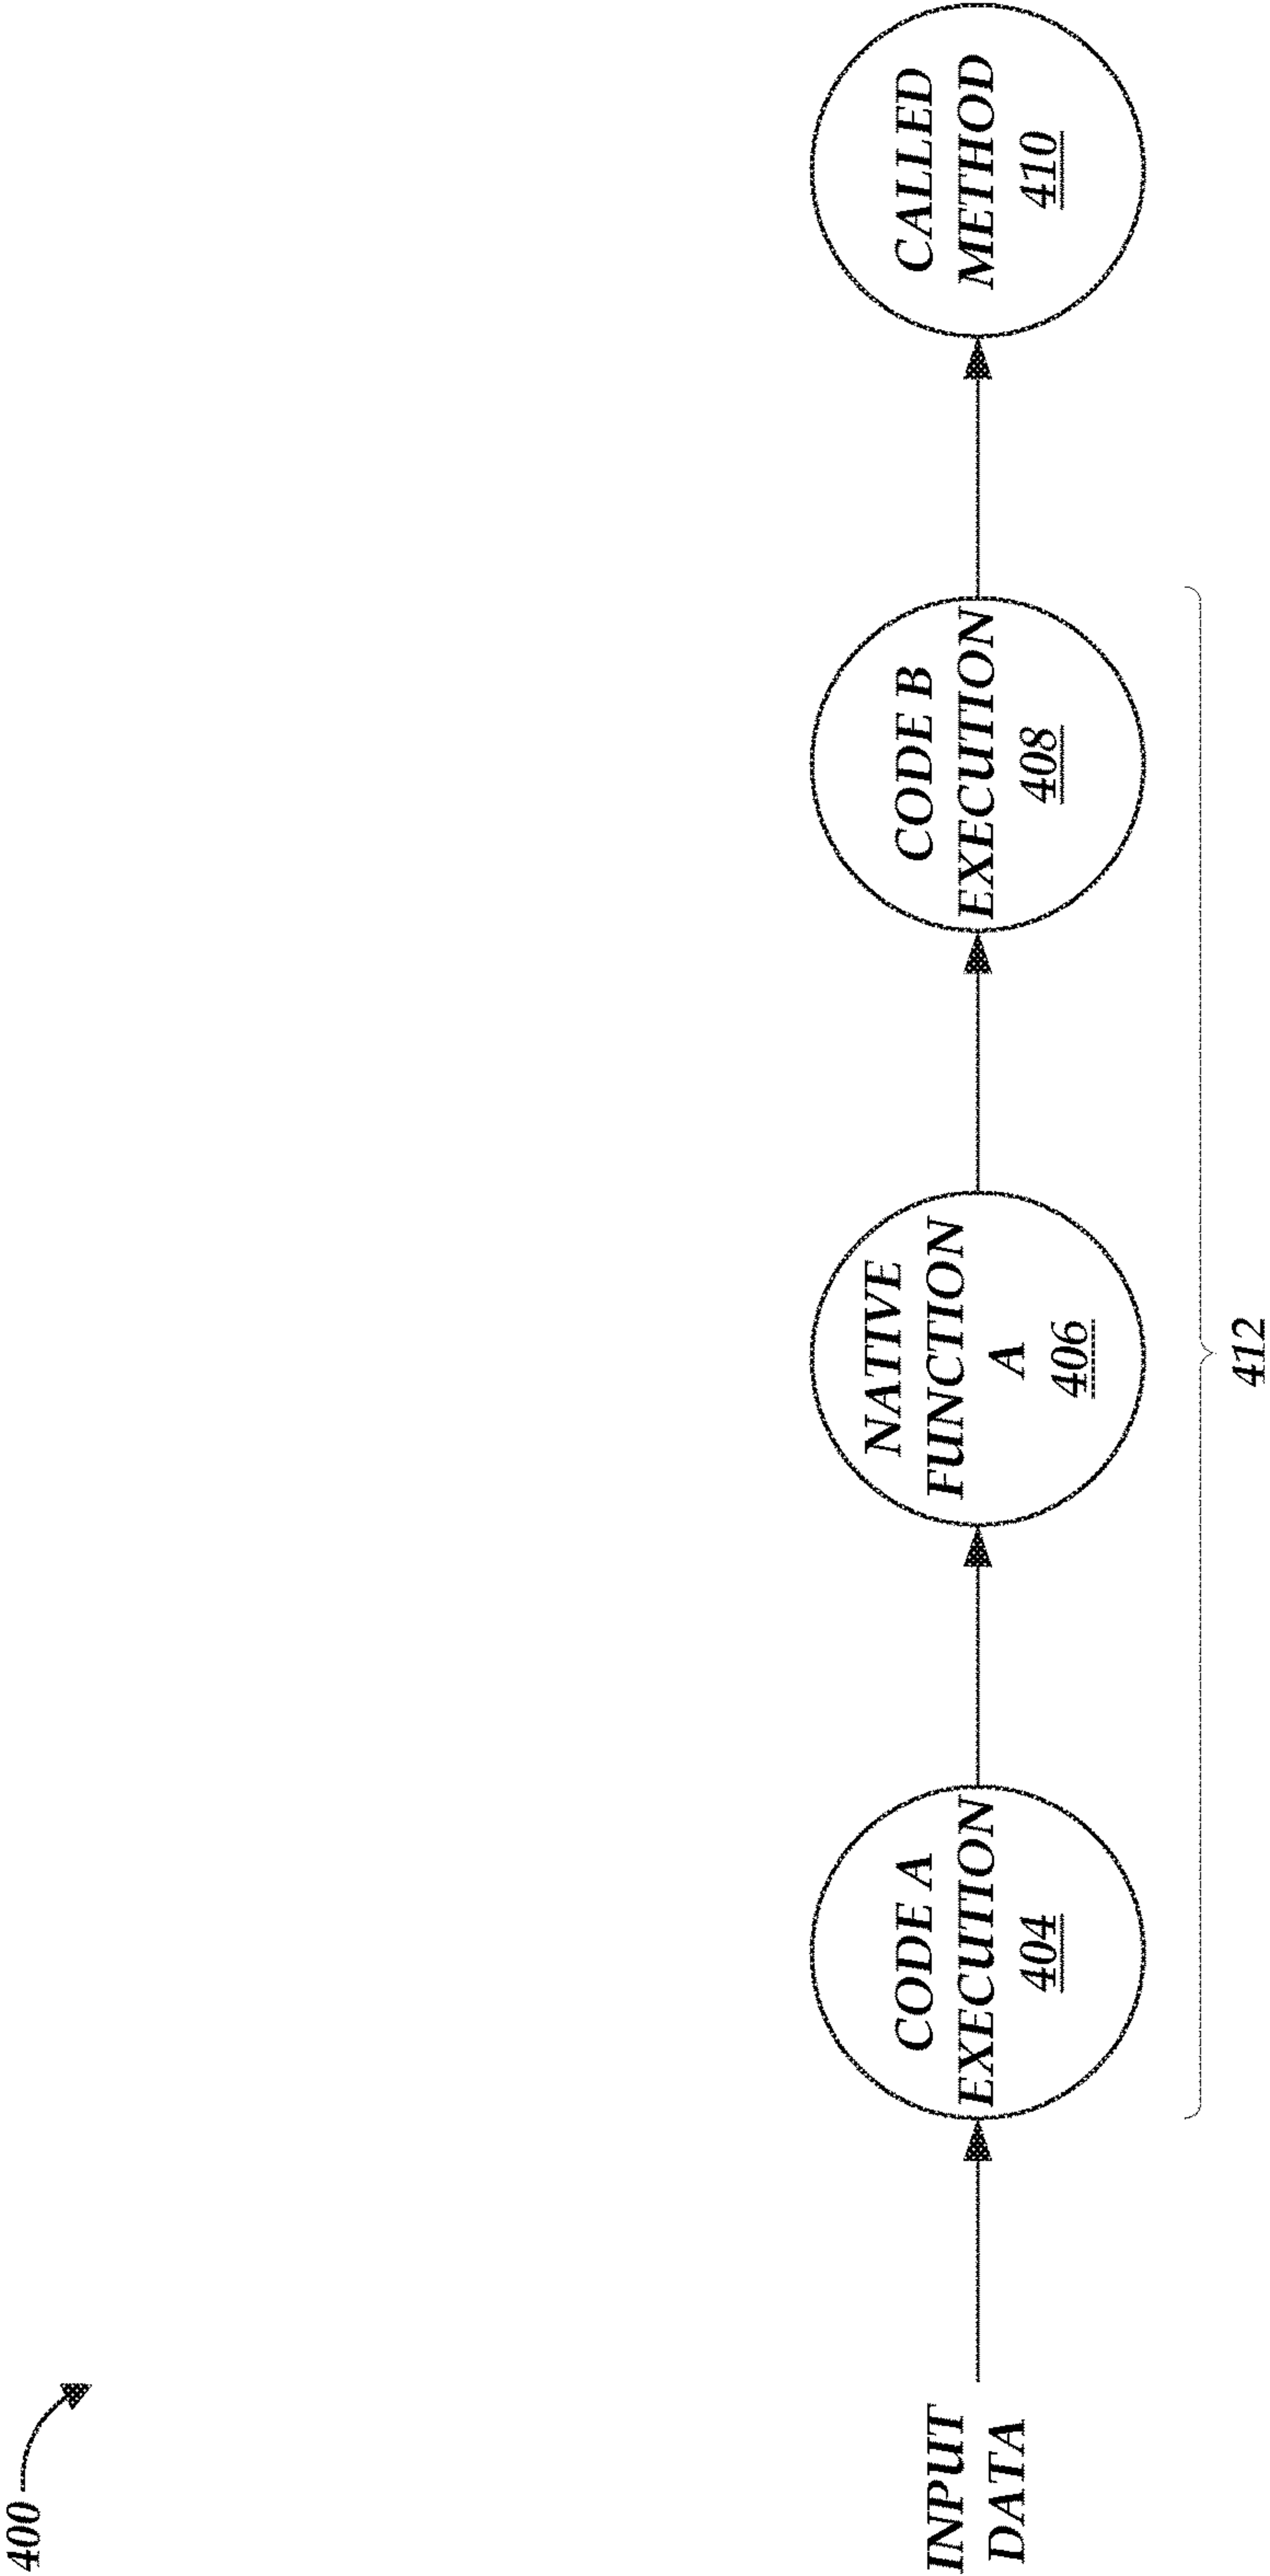 400
INPUT
DATA
CODE A
EXECUTION
404
NATIVE
FUNCTION
A
406
CODE B
EXECUTION
408
CALLED
METHOD
410
412